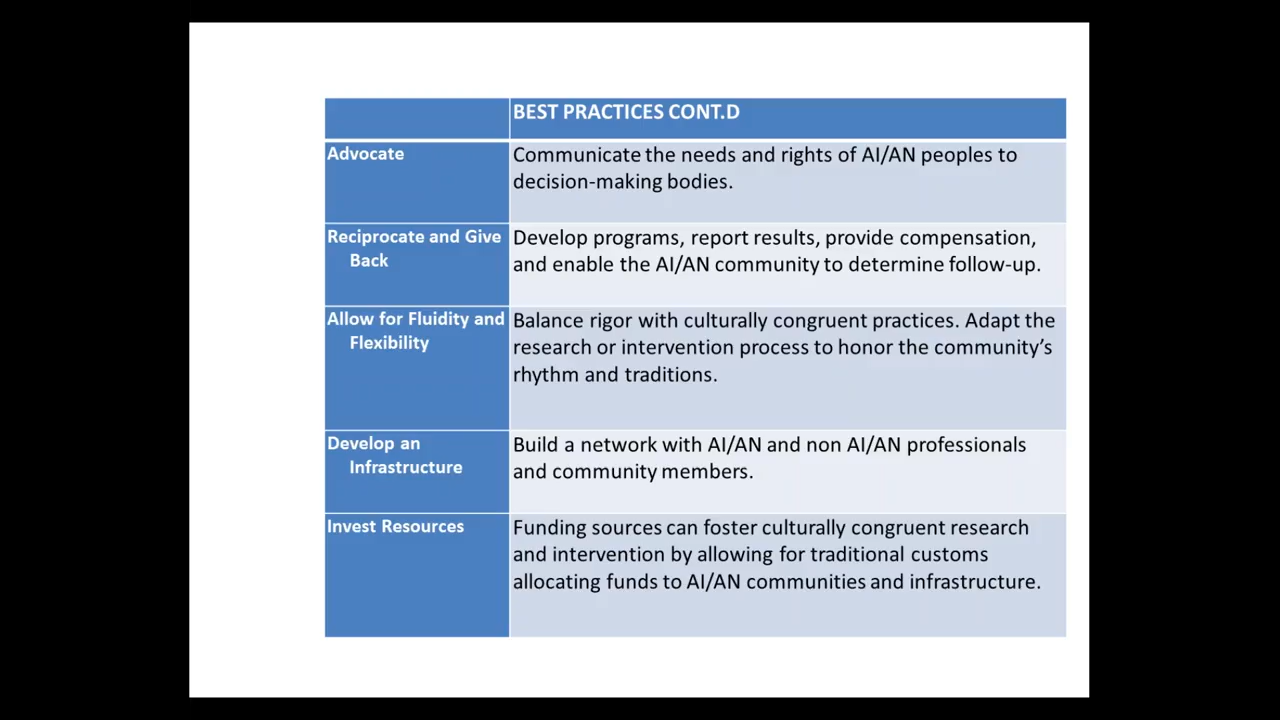 BEST PRACTICES CONT.D
Advocate
Communicate the needs and rights of AI/AN peoples to
decision-making bodies.
Reciprocate and Give
Back
Develop programs, report results, provide compensation,
and enable the AI/AN community to determine follow-up.
Allow for Fluidity and
Flexibility
Balance rigor with culturally congruent practices. Adapt the
research or intervention process to honor the community’s
rhythm and traditions.
Develop an
Infrastructure
Build a network with AI/AN and non AI/AN professionals
and community members.
Invest Resources
Funding sources can foster culturally congruent research
and intervention by allowing for traditional customs
allocating funds to AI/AN communities and infrastructure.